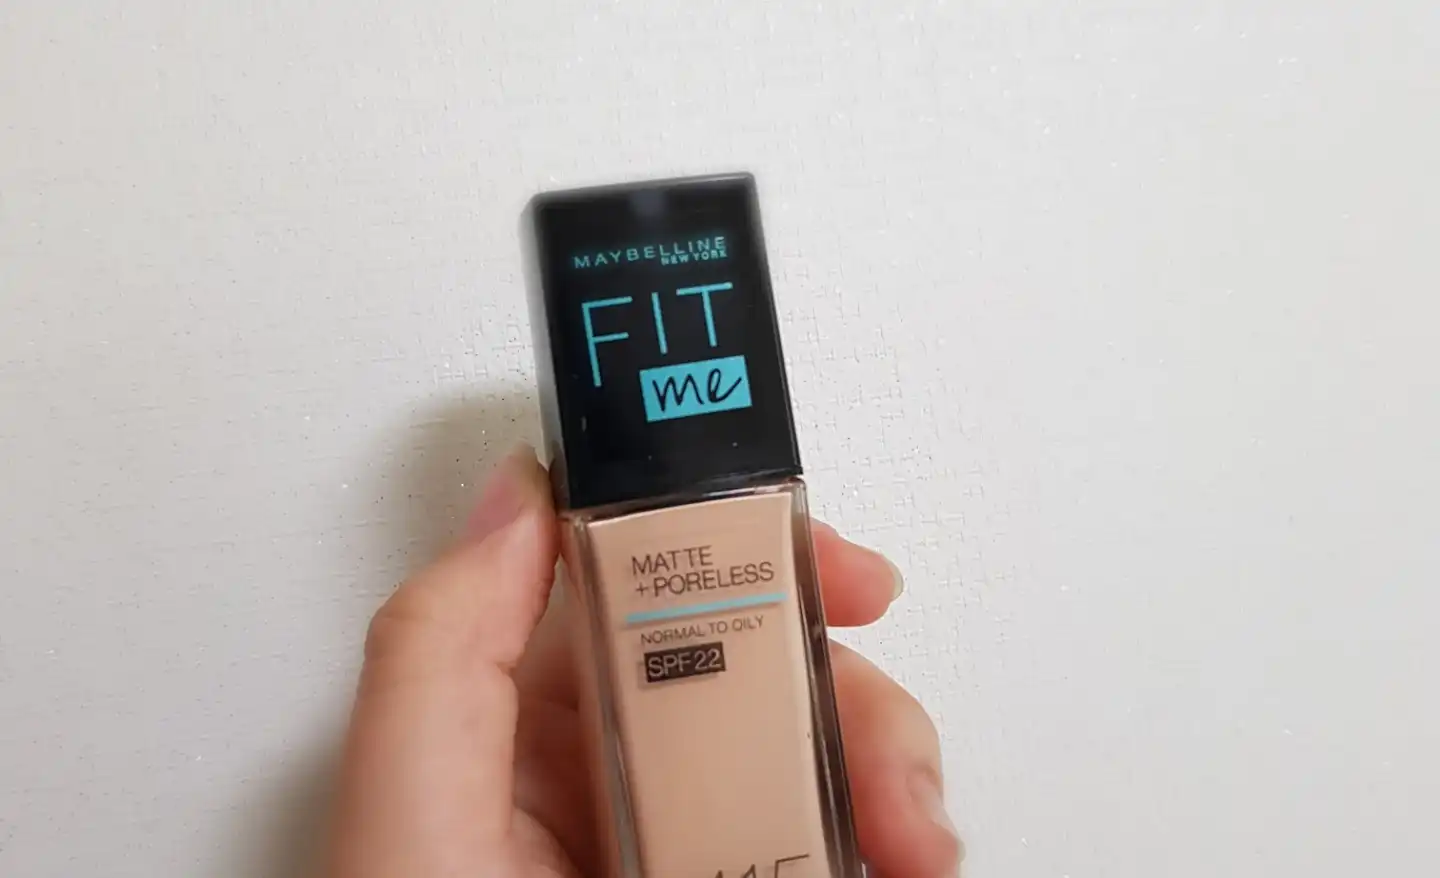 MAYBELLINE
NEW YORK
FIT
me
MATTE
+PORELESS
NORMAL TO OILY
SPF 22